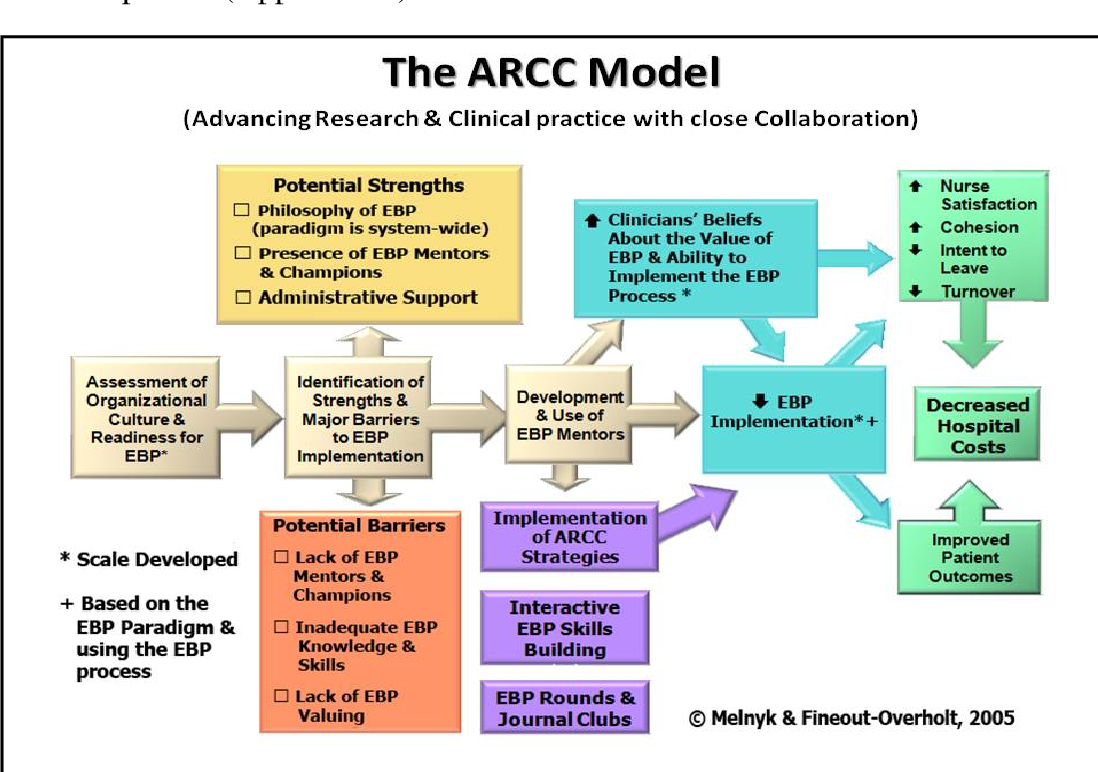 The ARCC Model
(Advancing Research & Clinical practice with close Collaboration)
Potential Strengths
☐ Philosophy of EBP
(paradigm is system-wide)
☐ Presence of EBP Mentors
& Champions
☐ Administrative Support
⬆ Clinicians' Beliefs
About the Value of
EBP & Ability to
Implement the EBP
Process *
⬆ Nurse
Satisfaction
⬆ Cohesion
⬇ Intent to
Leave
⬇ Turnover
Assessment of
Organizational
Culture &
Readiness for
EBP*
Identification of
Strengths &
Major Barriers
to EBP
Implementation
Development
& Use of
EBP Mentors
⬇ EBP
Implementation*+
Decreased
Hospital
Costs
Potential Barriers
☐ Lack of EBP
Mentors &
Champions
☐ Inadequate EBP
Knowledge &
Skills
☐ Lack of EBP
Valuing
Implementation
of ARCC
Strategies
Interactive
EBP Skills
Building
EBP Rounds &
Journal Clubs
Improved
Patient
Outcomes
* Scale Developed
+ Based on the
EBP Paradigm &
using the EBP
process
© Melnyk & Fineout-Overholt, 2005